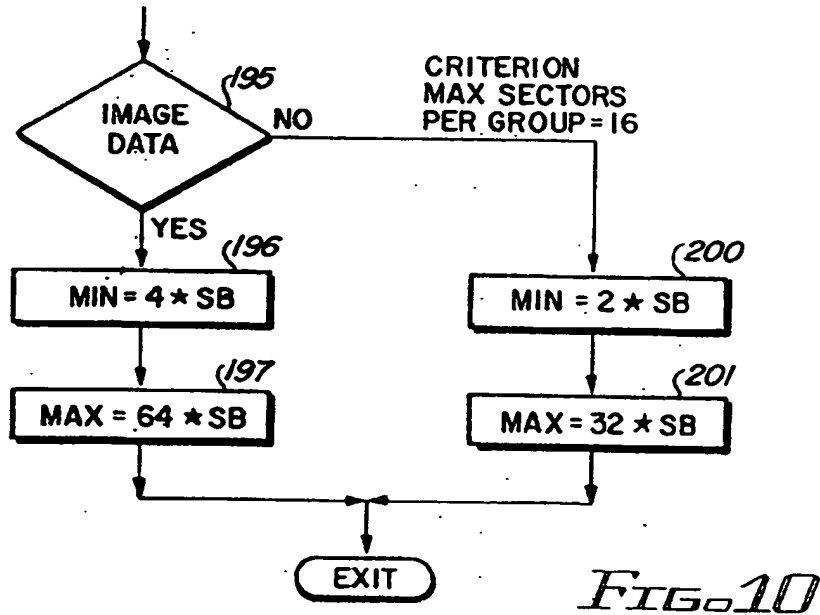 195
IMAGE
DATA
NO
CRITERION
MAX SECTORS
PER GROUP = 16
YES
196
MIN = 4 ★ SB
197
MAX = 64 ★ SB
200
MIN = 2 ★ SB
201
MAX = 32 ★ SB
EXIT
FIG. 10